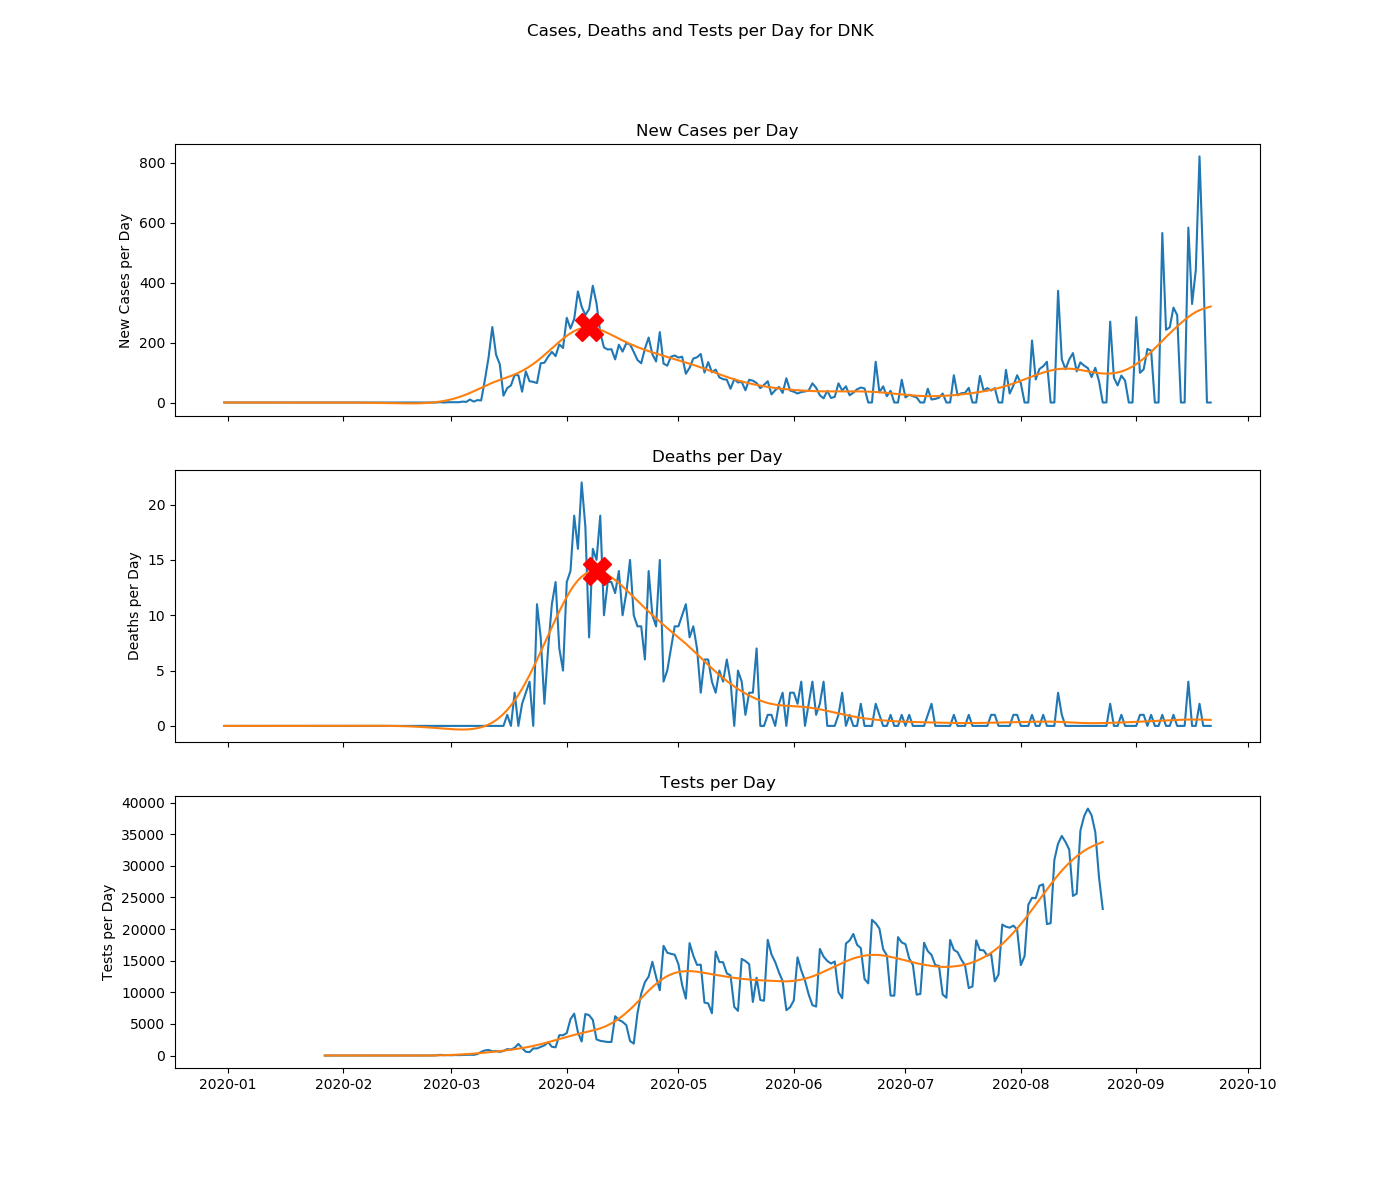 Cases, Deaths and Tests per Day for DNK
New Cases per Day
New Cases per Day
800
600
400
200
0
Deaths per Day
Deaths per Day
20
15
10
5
0
Tests per Day
Tests per Day
40000
35000
30000
25000
20000
15000
10000
5000
0
2020-01 2020-02 2020-03 2020-04 2020-05 2020-06 2020-07 2020-08 2020-09 2020-10